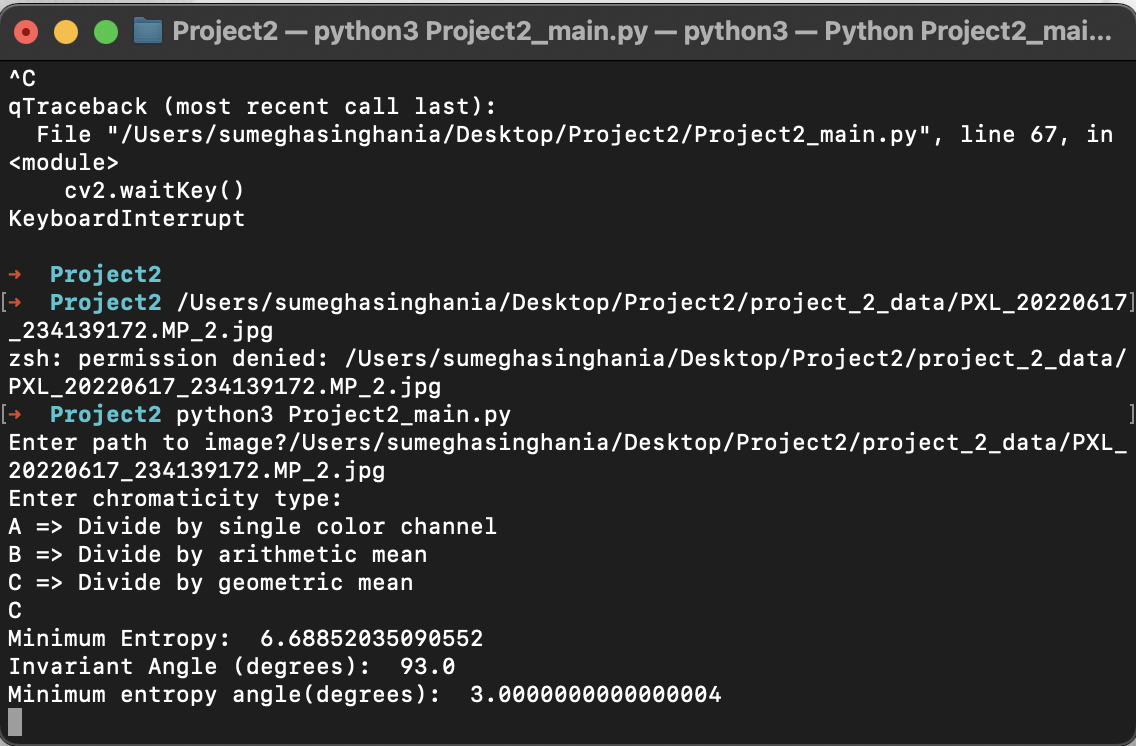 Project2 — python3 Project2_main.py — python3 — Python Project2_mai...
^C
qTraceback (most recent call last):
  File "/Users/sumeghasinghania/Desktop/Project2/Project2_main.py", line 67, in
<module>
    cv2.waitKey()
KeyboardInterrupt
→  Project2
[→  Project2 /Users/sumeghasinghania/Desktop/Project2/project_2_data/PXL_20220617]
_234139172.MP_2.jpg
zsh: permission denied: /Users/sumeghasinghania/Desktop/Project2/project_2_data/
PXL_20220617_234139172.MP_2.jpg
[→  Project2 python3 Project2_main.py ]
Enter path to image?/Users/sumeghasinghania/Desktop/Project2/project_2_data/PXL_
20220617_234139172.MP_2.jpg
Enter chromaticity type:
A => Divide by single color channel
B => Divide by arithmetic mean
C => Divide by geometric mean
C
Minimum Entropy:  6.68852035090552
Invariant Angle (degrees):  93.0
Minimum entropy angle(degrees):  3.0000000000000004